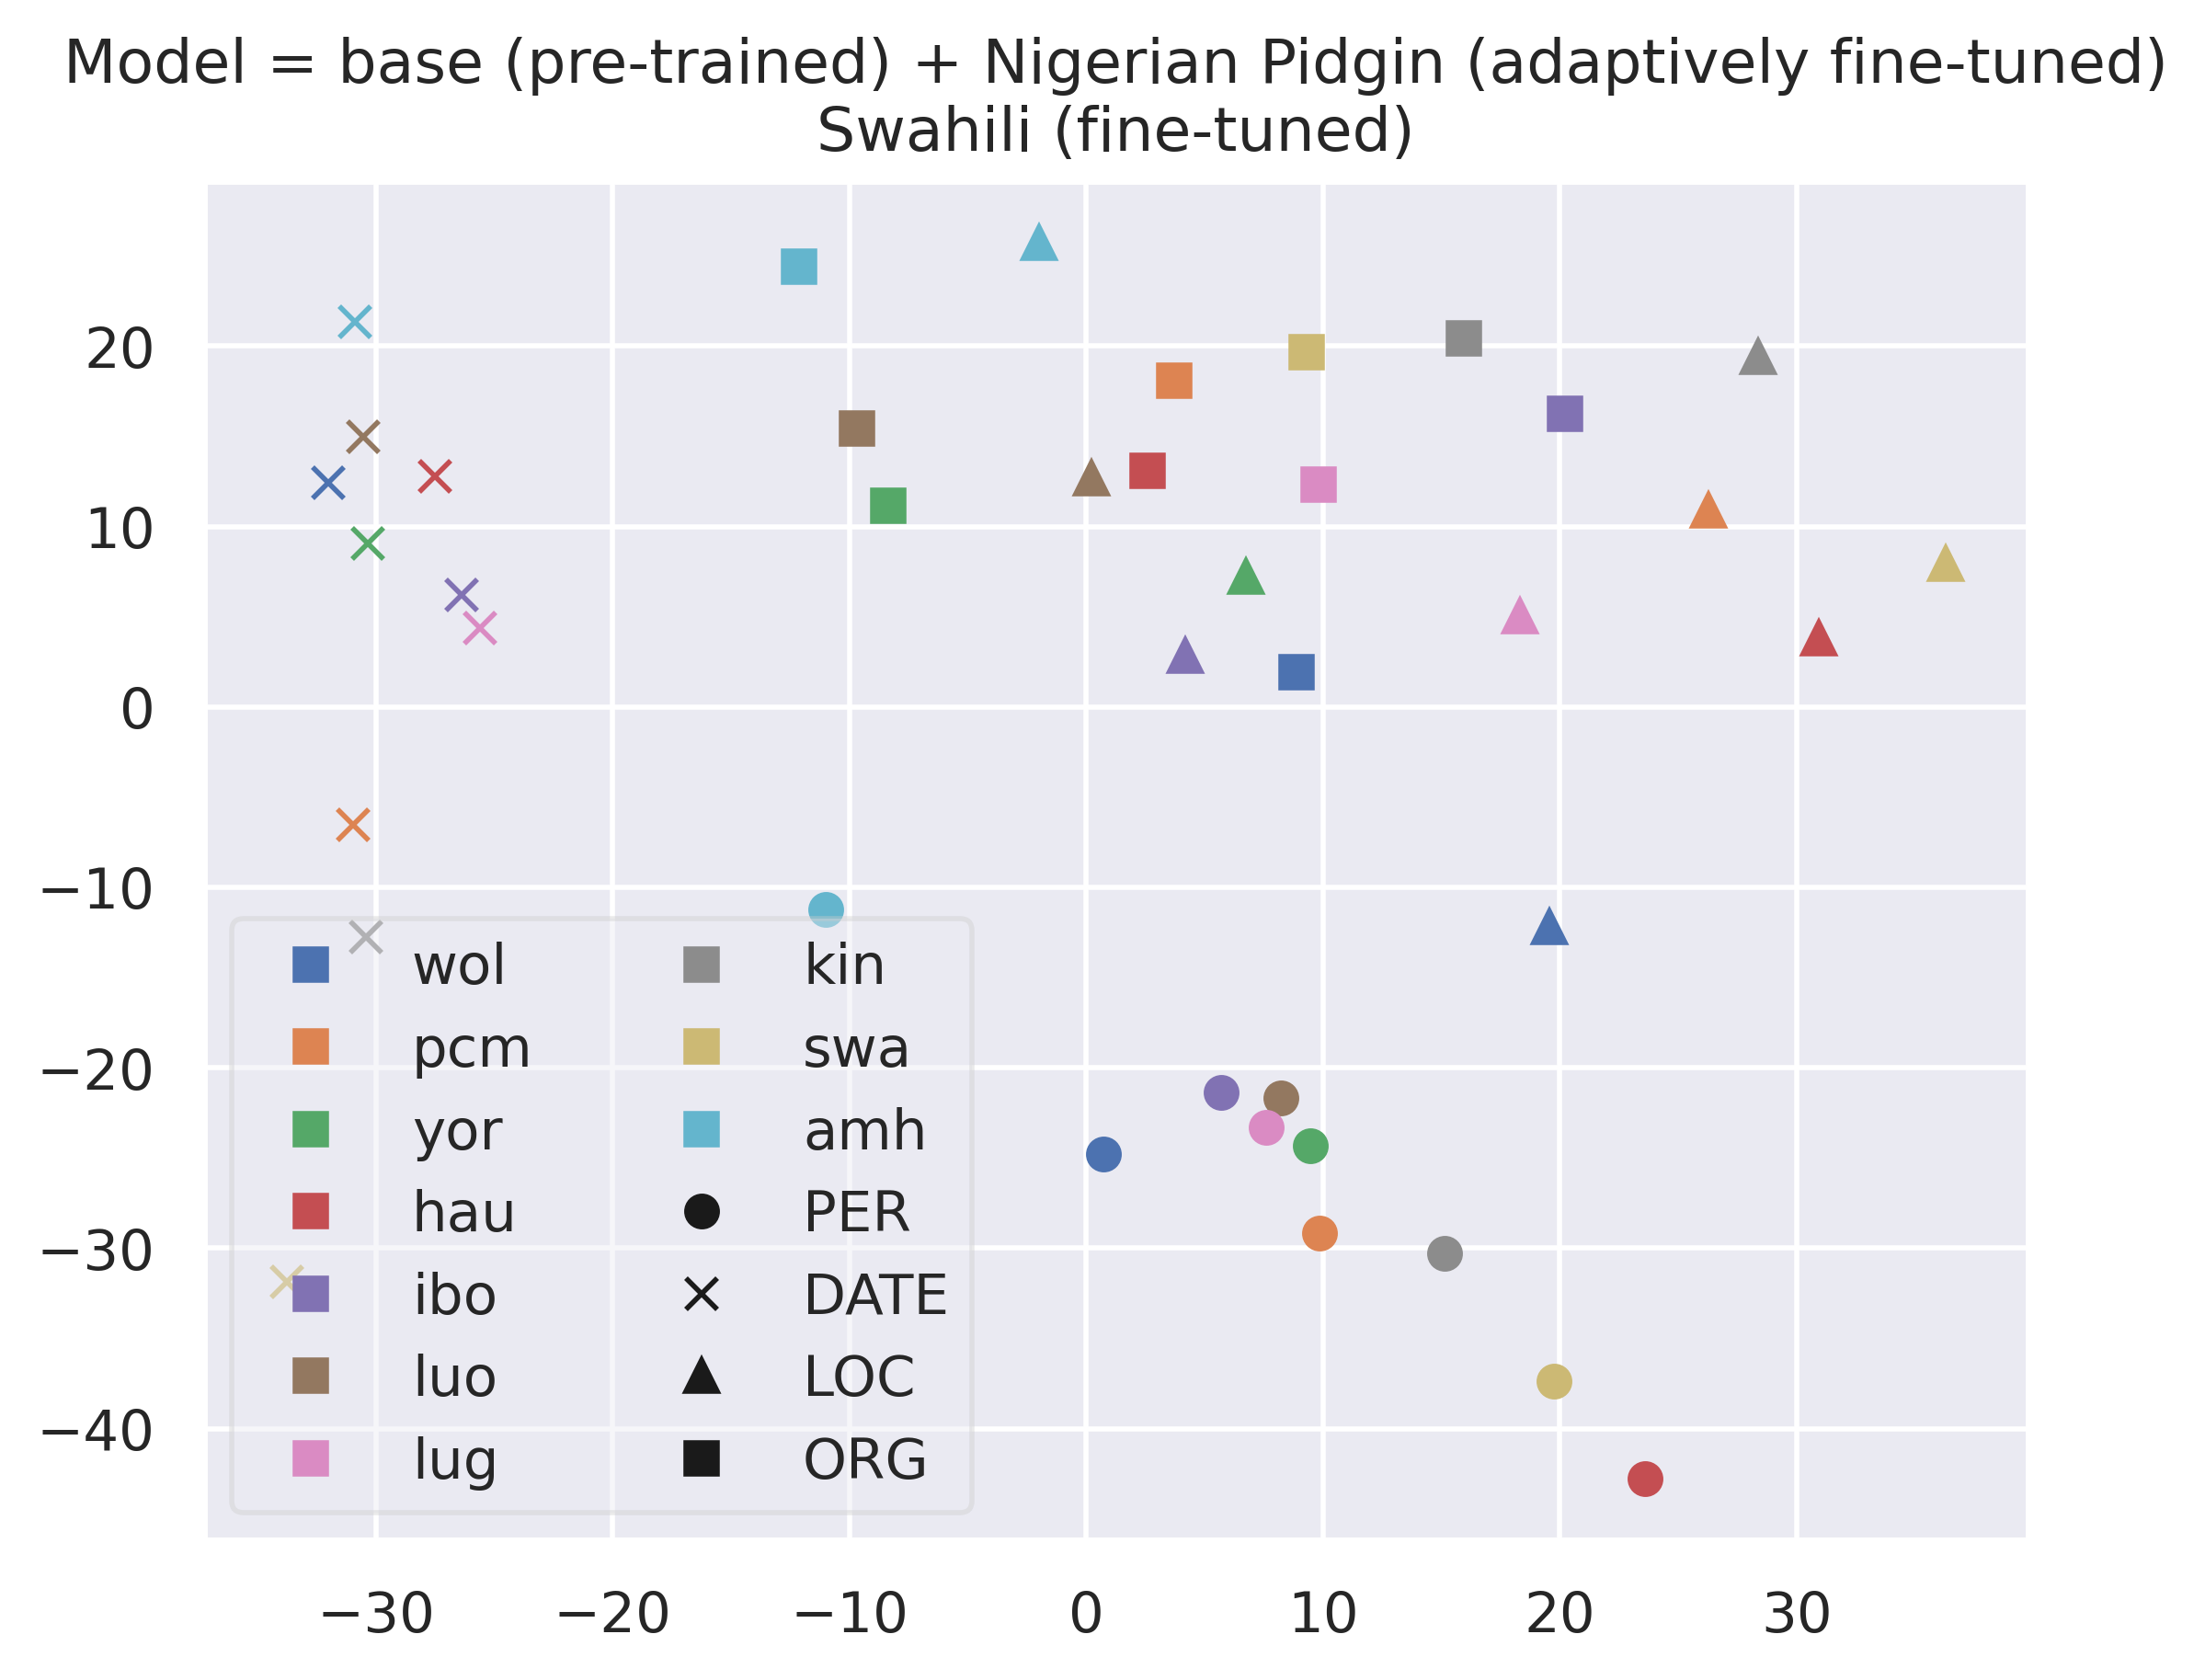 Model = base (pre-trained) + Nigerian Pidgin (adaptively fine-tuned)
Swahili (fine-tuned)
20
10
0
−10
−20
−30
−40
wol
pcm
yor
hau
ibo
luo
lug
kin
swa
amh
PER
DATE
LOC
ORG
−30 −20 −10 0 10 20 30